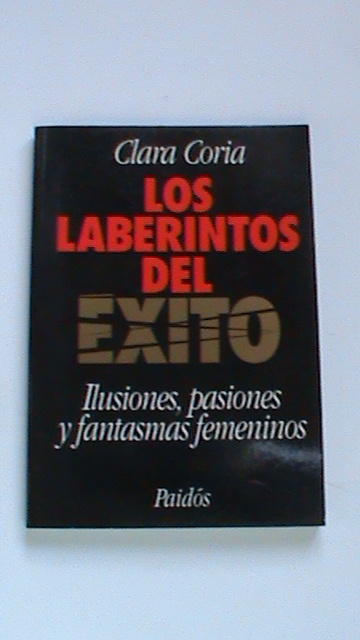 Clara Coria
LOS
LABERINTOS
DEL
EXITO
Ilusiones, pasiones
y fantasmas femeninos
Paidós